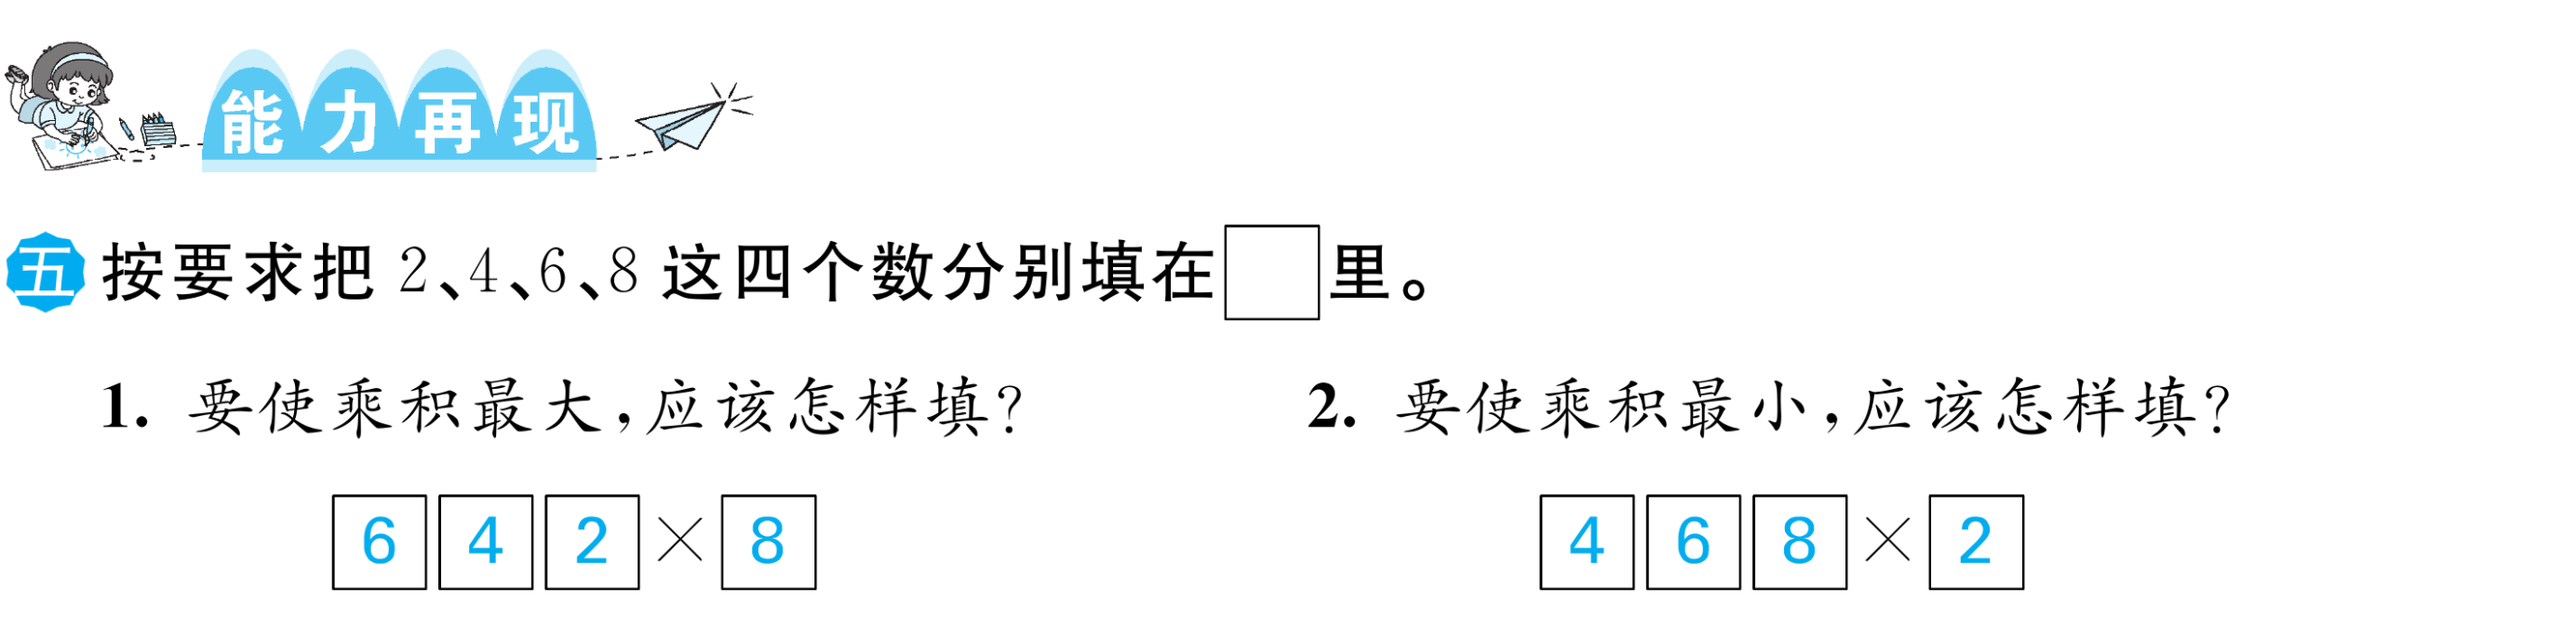 能力再现
五 按要求把 2、4、6、8 这四个数分别填在□里。
1. 要使乘积最大，应该怎样填？ 2. 要使乘积最小，应该怎样填？
6 4 2 × 8 4 6 8 × 2